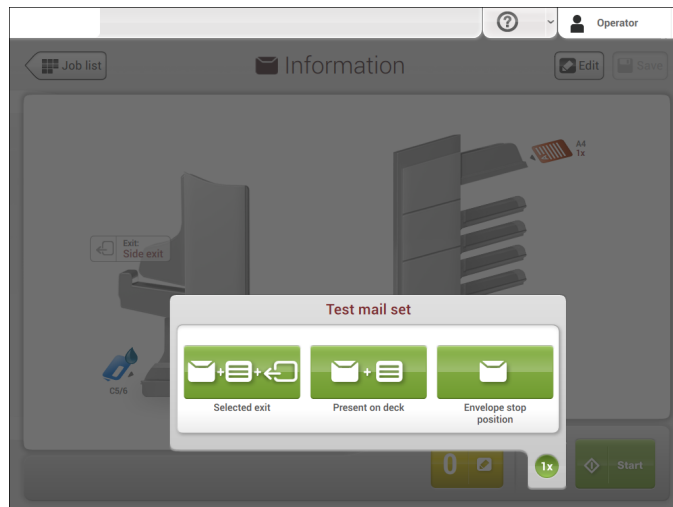 Operator
Job list
Information
Edit
Save
A4
1x
Exit:
Side exit
C5/6
Test mail set
Selected exit
Present on deck
Envelope stop
position
0
1x
Start